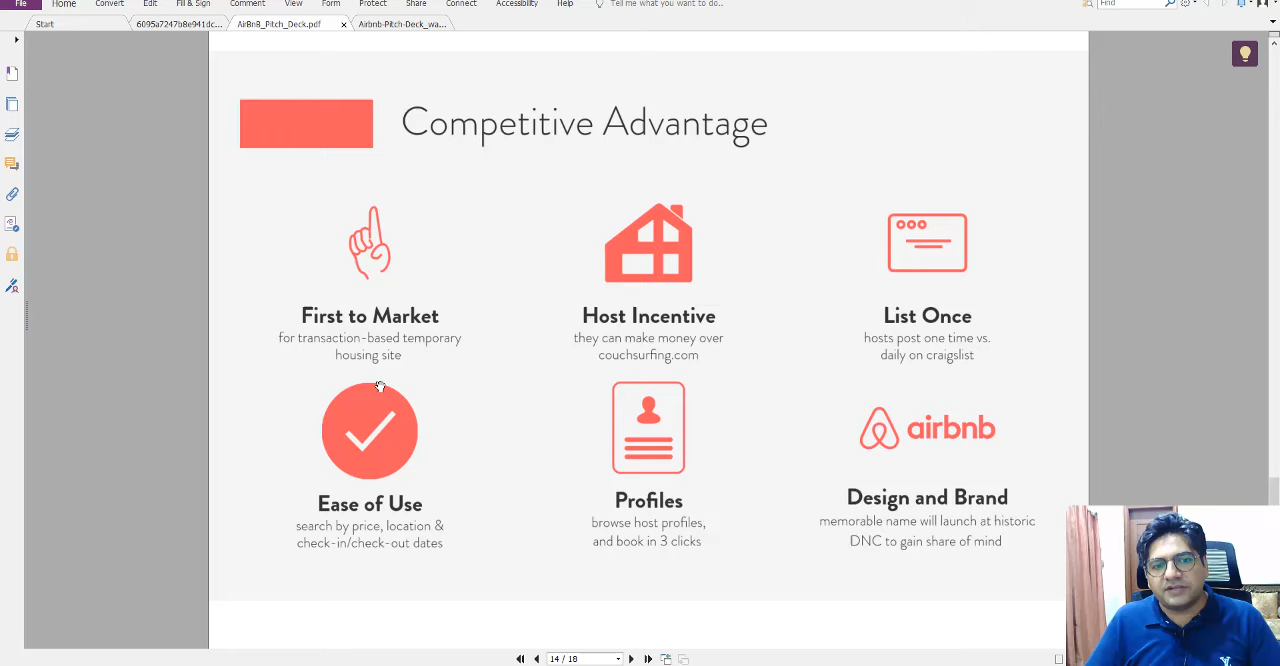 File Home Convert Edit Fill & Sign View Form Protect Share Comment Connect Accessibility Help Tell me what you want to do.. Find
Start 6095a7247b8e941dc... AirBnB_Pitch_Deck.pdf × Airbnb-Pitch-Deck_wa...
Competitive Advantage
First to Market
for transaction-based temporary
housing site
Host Incentive
they can make money over
couchsurfing.com
List Once
hosts post one time vs.
daily on craigslist
Ease of Use
search by price, location &
check-in/check-out dates
Profiles
browse host profiles,
and book in 3 clicks
airbnb
Design and Brand
memorable name will launch at historic
DNC to gain share of mind
14 / 18